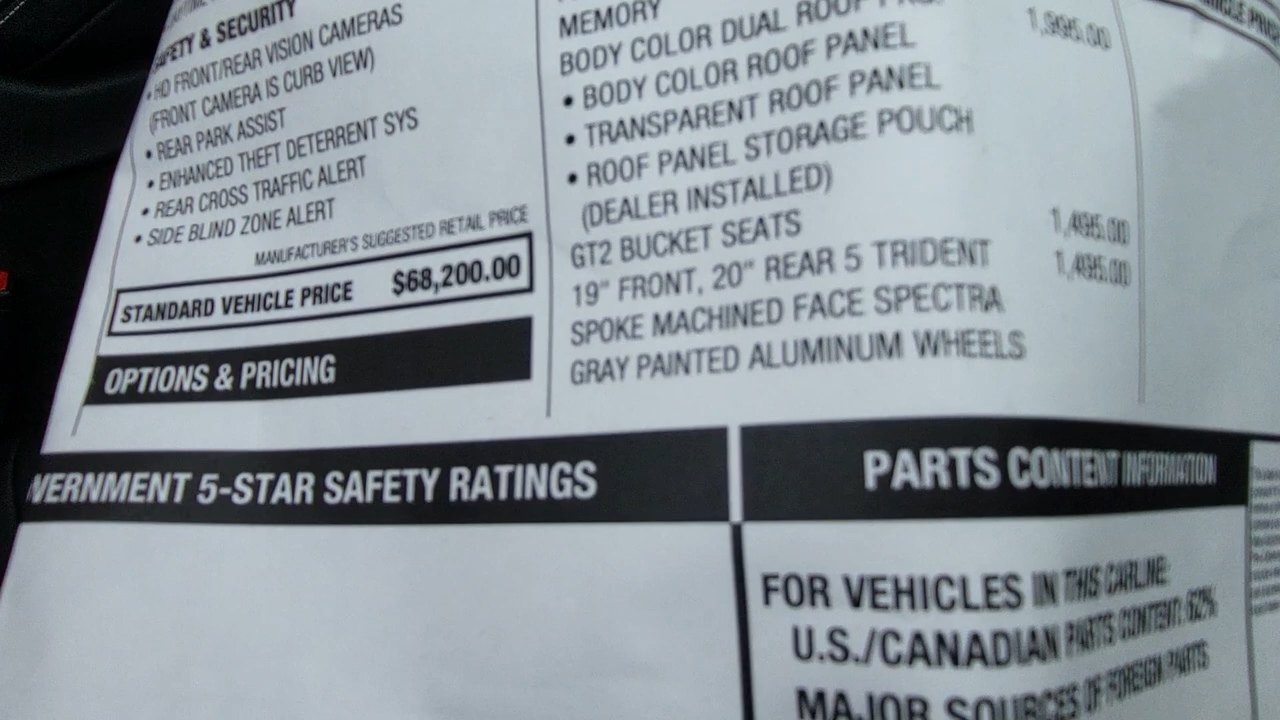 SAFETY & SECURITY
• HD FRONT/REAR VISION CAMERAS
(FRONT CAMERA IS CURB VIEW)
• REAR PARK ASSIST
• ENHANCED THEFT DETERRENT SYS
• REAR CROSS TRAFFIC ALERT
• SIDE BLIND ZONE ALERT
MANUFACTURER'S SUGGESTED RETAIL PRICE
STANDARD VEHICLE PRICE $68,200.00
OPTIONS & PRICING
MEMORY
BODY COLOR DUAL ROOF PKG. 1,995.00
• BODY COLOR ROOF PANEL
• TRANSPARENT ROOF PANEL
• ROOF PANEL STORAGE POUCH
(DEALER INSTALLED)
GT2 BUCKET SEATS 1,495.00
19" FRONT, 20" REAR 5 TRIDENT 1,495.00
SPOKE MACHINED FACE SPECTRA
GRAY PAINTED ALUMINUM WHEELS
VERNMENT 5-STAR SAFETY RATINGS
PARTS CONTENT INFORMATION
FOR VEHICLES IN THIS CARLINE:
U.S./CANADIAN PARTS CONTENT: 62%
MAJOR SOURCES OF FOREIGN PARTS